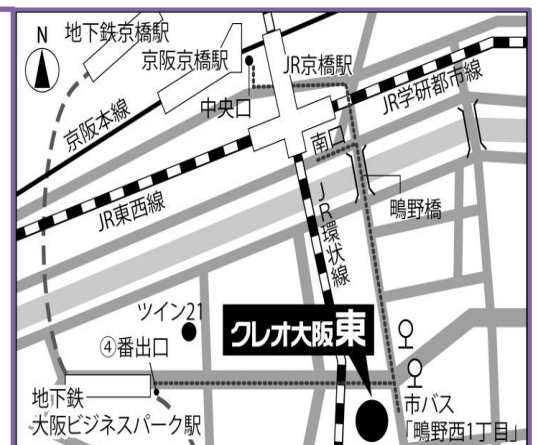 N
地下鉄京橋駅
京阪京橋駅
JR京橋駅
中央口
京阪本線
JR学研都市線
南口
JR東西線
JR環状線
鴫野橋
ツイン21
クレオ大阪東
④番出口
地下鉄
大阪ビジネスパーク駅
市バス
「鴫野西1丁目」